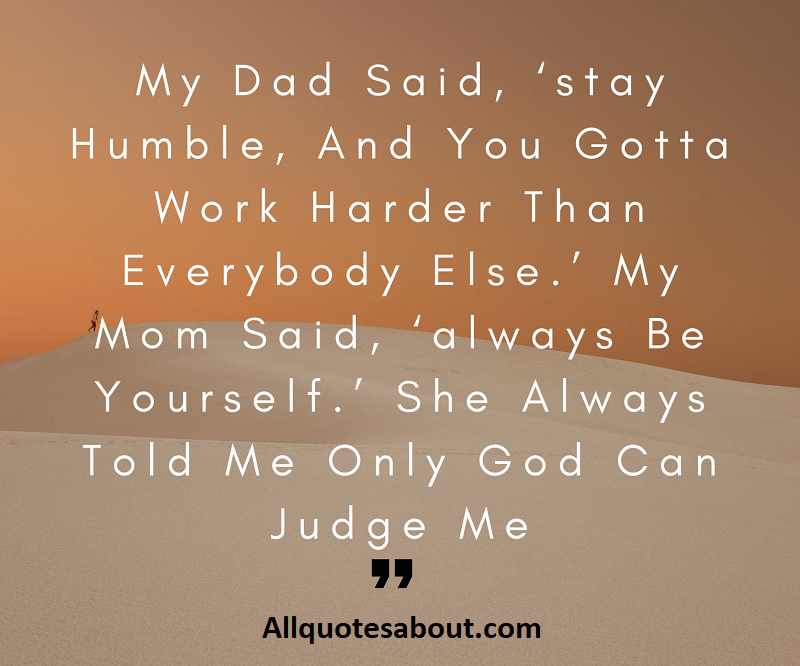 My Dad Said, ‘stay
Humble, And You Gotta
Work Harder Than
Everybody Else.’ My
Mom Said, ‘always Be
Yourself.’ She Always
Told Me Only God Can
Judge Me
”
Allquotesabout.com